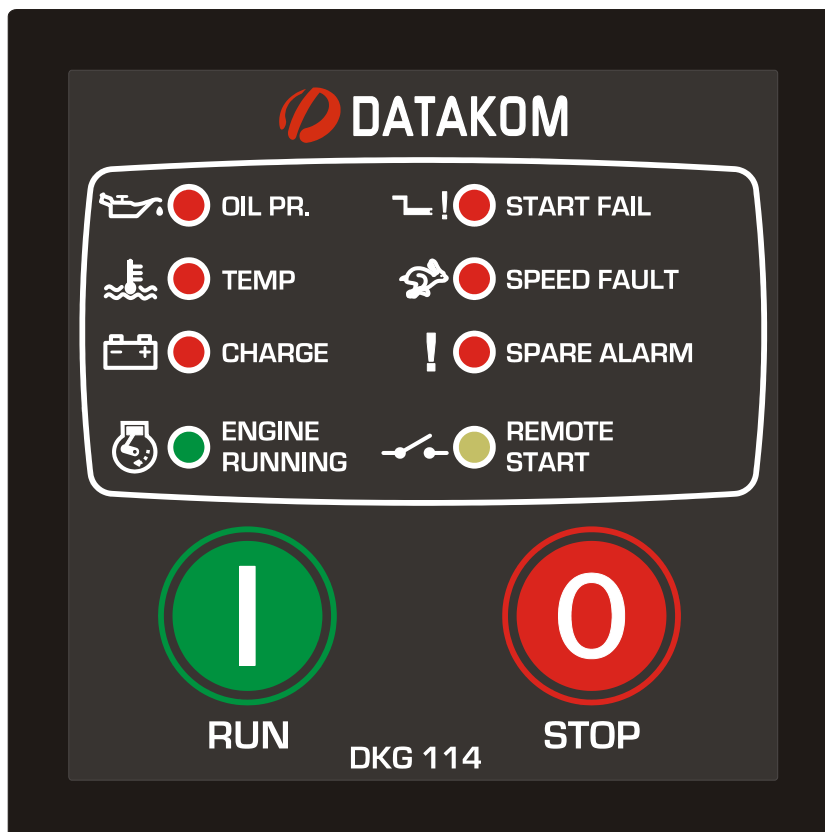 DATAKOM
OIL PR.
! START FAIL
TEMP
SPEED FAULT
CHARGE
! SPARE ALARM
ENGINE
RUNNING
REMOTE
START
I
0
RUN
STOP
DKG 114